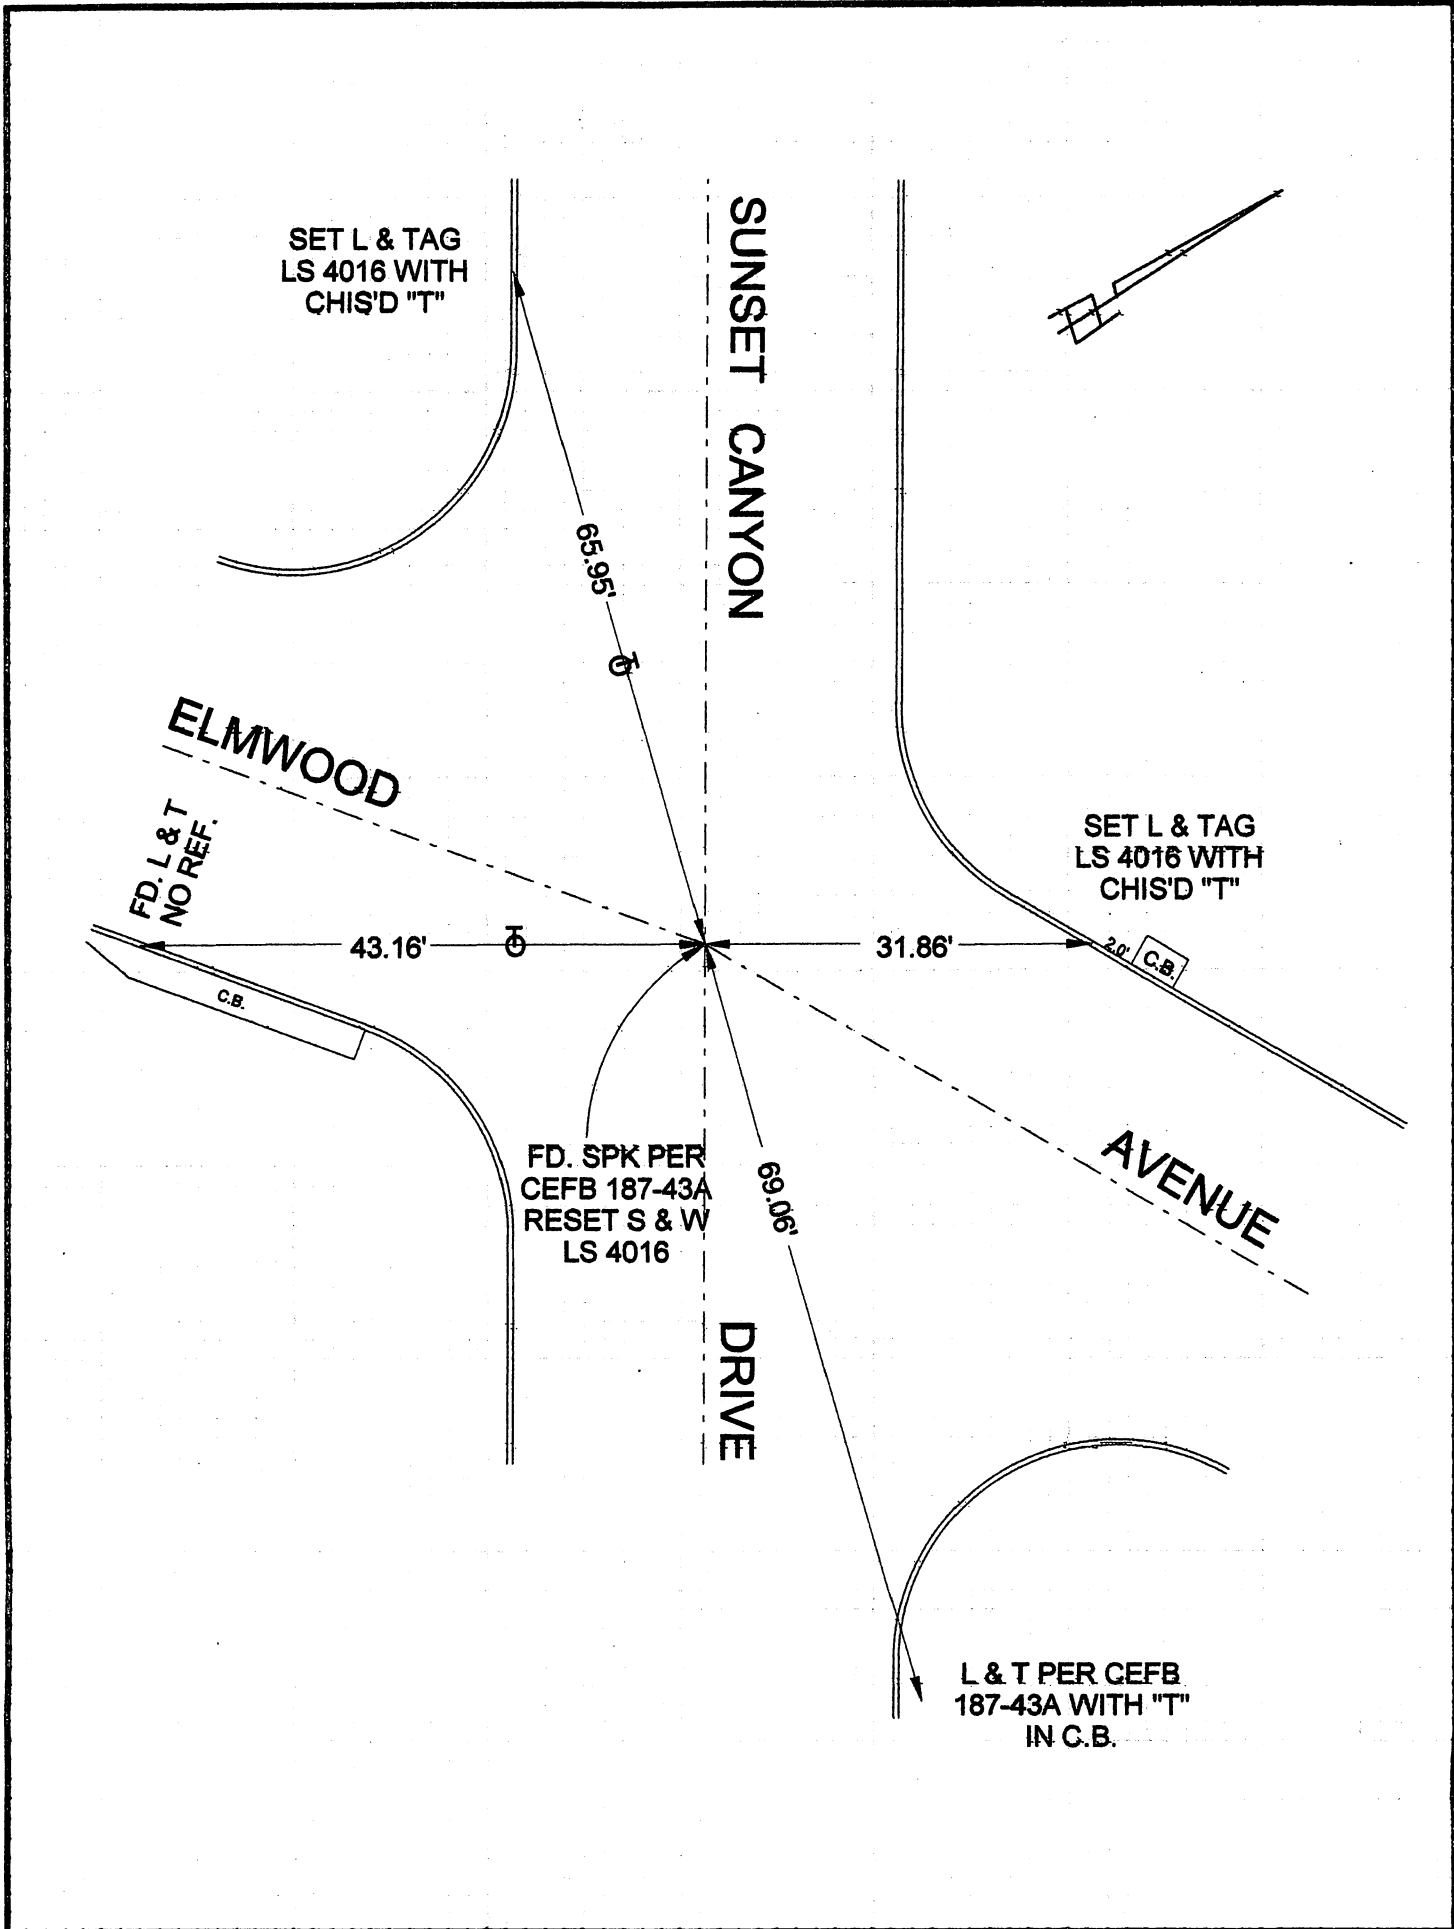 SET L & TAG
LS 4016 WITH
CHIS'D "T"
SUNSET CANYON
65.95'
ELMWOOD
FD. L & T
NO REF.
SET L & TAG
LS 4016 WITH
CHIS'D "T"
43.16'
31.86'
2.0'
C.B.
C.B.
FD. SPK PER
CEFB 187-43A
RESET S & W
LS 4016
69.06'
AVENUE
DRIVE
L & T PER CEFB
187-43A WITH "T"
IN C.B.